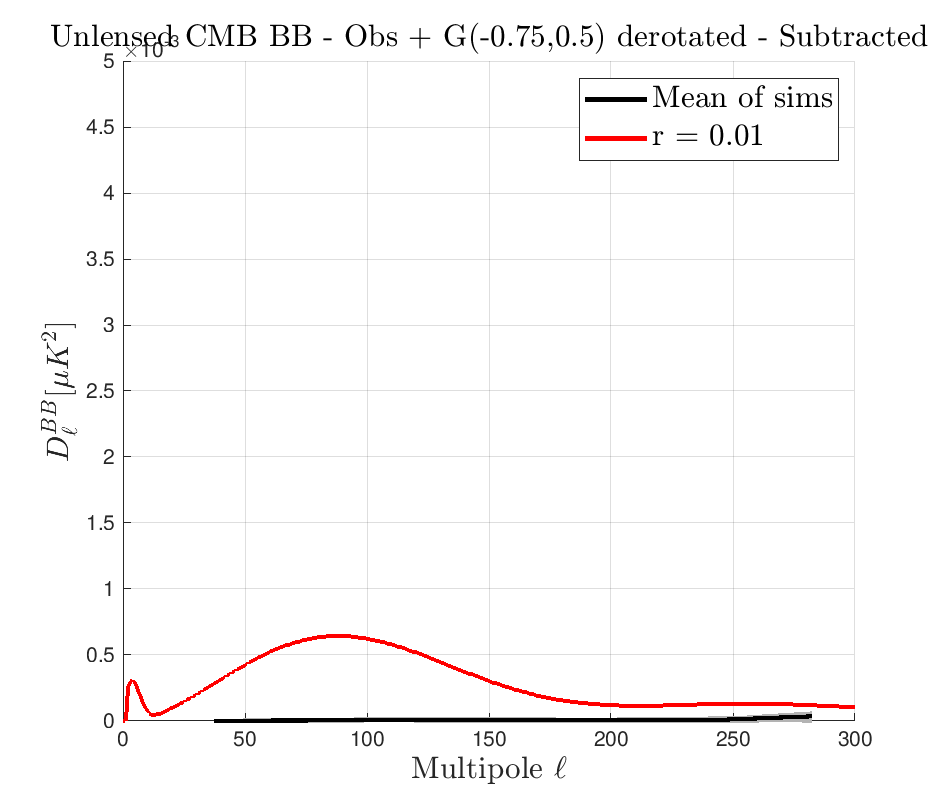 Unlensed CMB BB - Obs + G(-0.75,0.5) derotated - Subtracted
×10⁻³
Mean of sims
r = 0.01
5
4.5
4
3.5
3
2.5
2
1.5
1
0.5
0
D_ℓ^{BB}[μK²]
0 50 100 150 200 250 300
Multipole ℓ